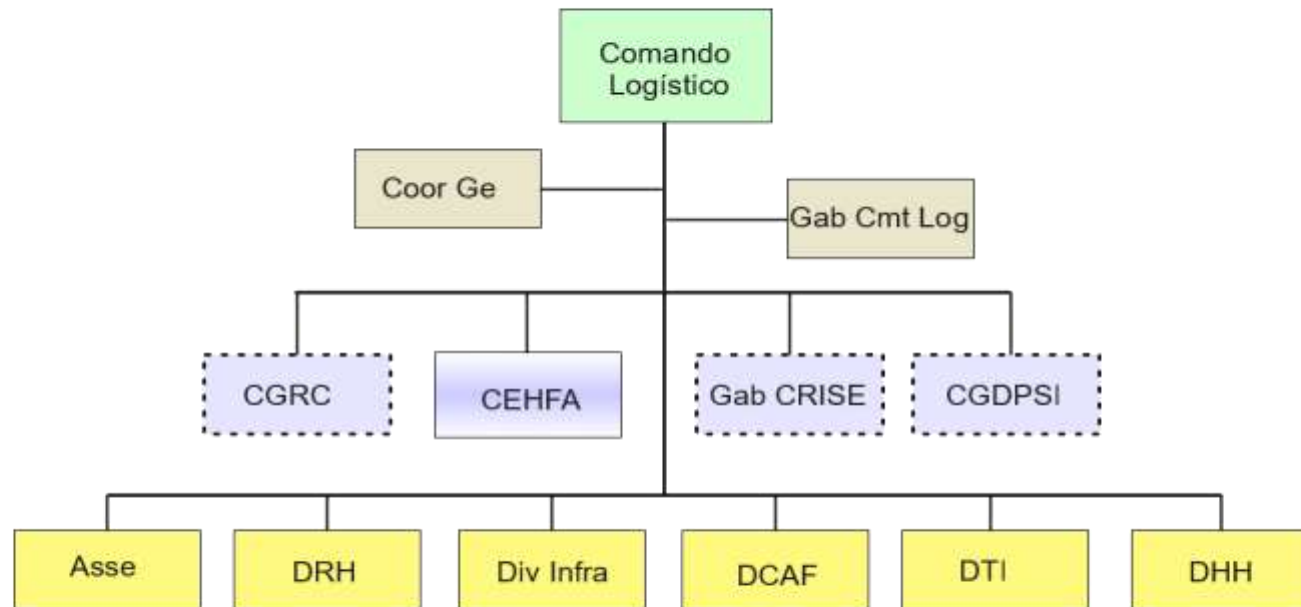 Comando
Logístico
Coor Ge
Gab Cmt Log
CGRC
CEHFA
Gab CRISE
CGDPSI
Asse
DRH
Div Infra
DCAF
DTI
DHH